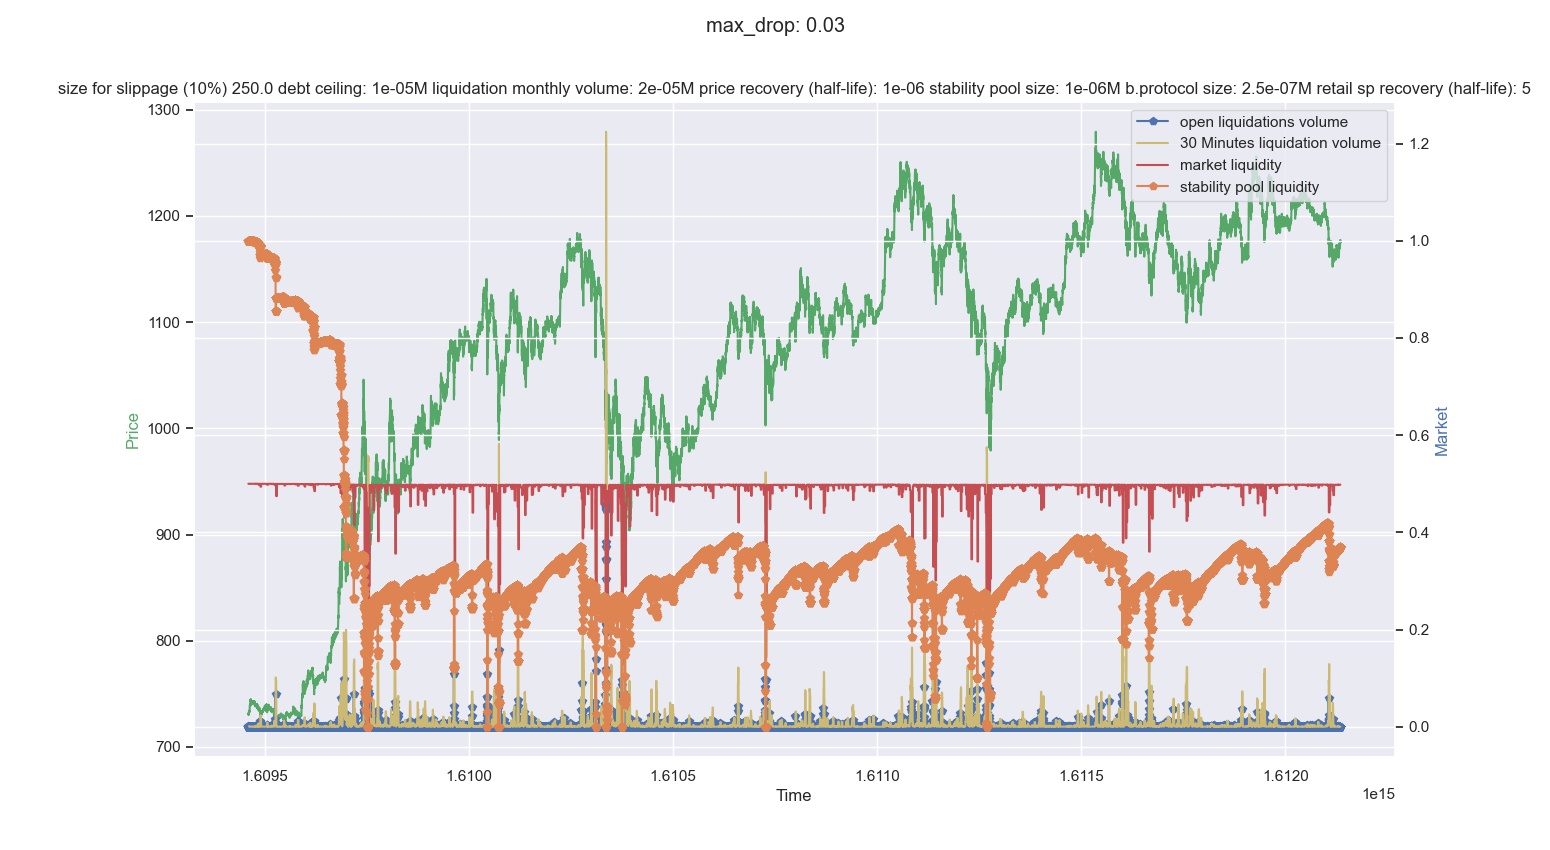 max_drop: 0.03
size for slippage (10%) 250.0 debt ceiling: 1e-05M liquidation monthly volume: 2e-05M price recovery (half-life): 1e-06 stability pool size: 1e-06M b.protocol size: 2.5e-07M retail sp recovery (half-life): 5
open liquidations volume
30 Minutes liquidation volume
market liquidity
stability pool liquidity
1300
1200
1100
1000
900
800
700
Price
1.2
1.0
0.8
0.6
0.4
0.2
0.0
Market
1.6095 1.6100 1.6105 1.6110 1.6115 1.6120
Time
1e15